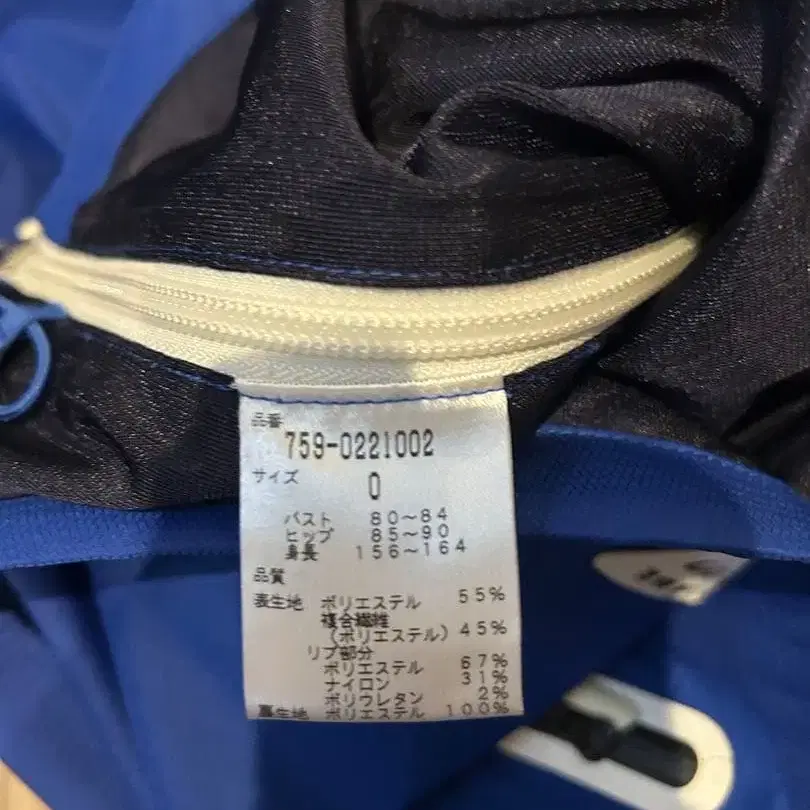 品番
759-0221002
サイズ
0
バスト 80～84
ヒップ 85～90
身長 156～164
品質
表生地 ポリエステル 55%
複合繊維
(ポリエステル) 45%
リブ部分
ポリエステル 67%
ナイロン 31%
ポリウレタン 2%
裏生地 ポリエステル 100%